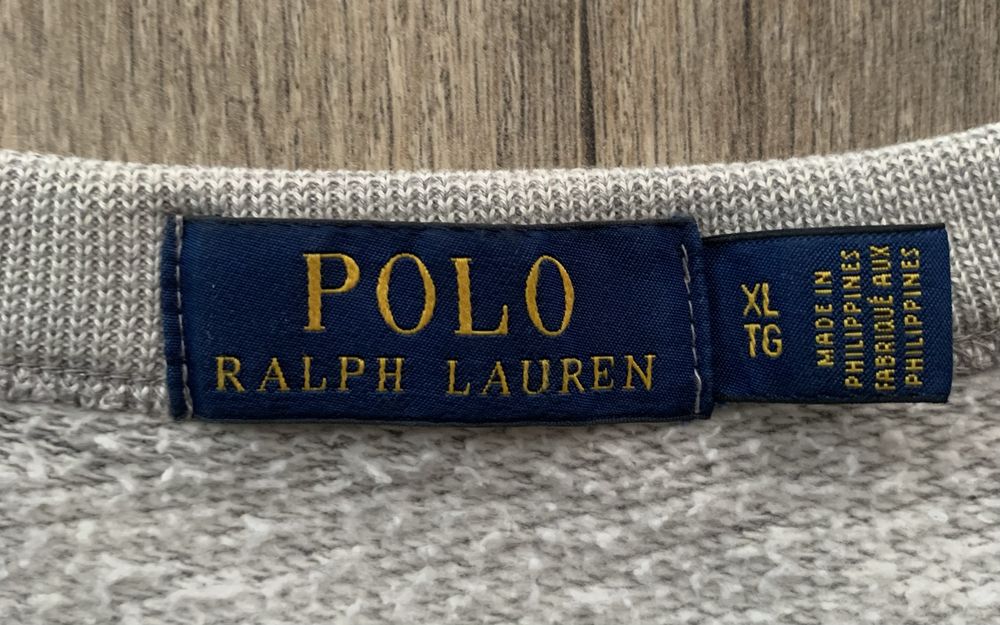 POLO
RALPH LAUREN
XL
TG
MADE IN
PHILIPPINES
FABRIQUÉ AUX
PHILIPPINES